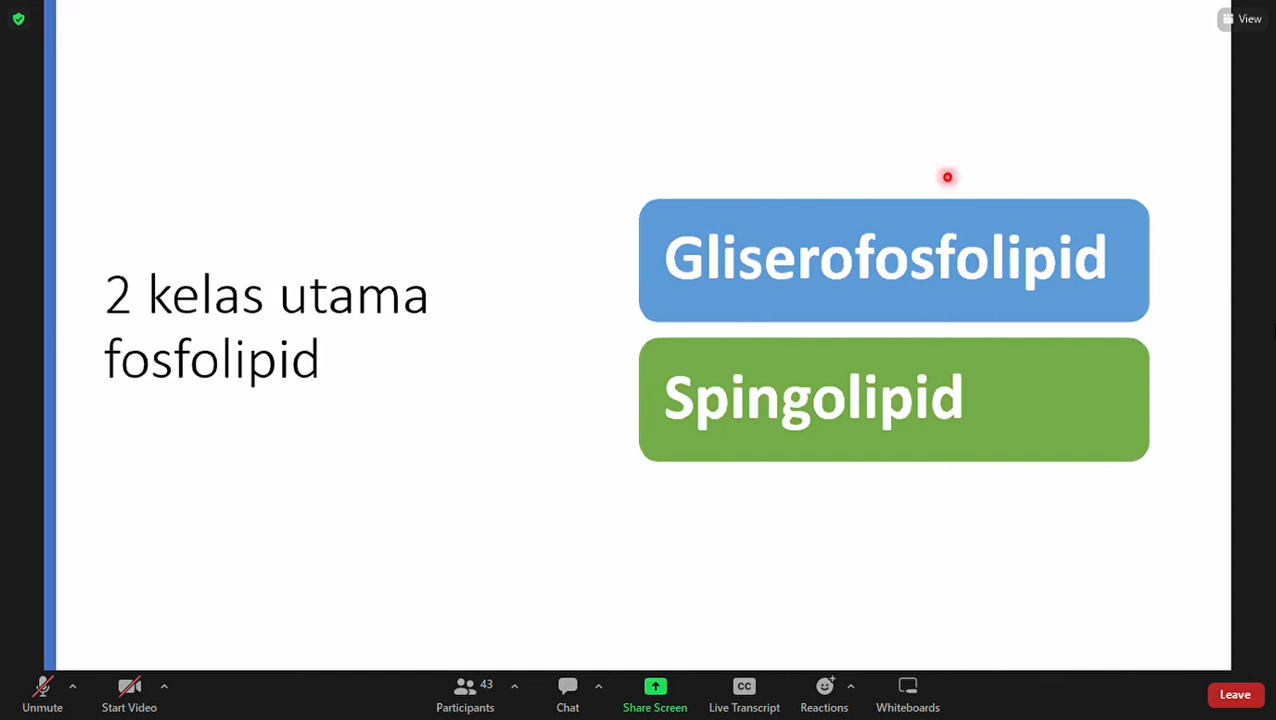 View
2 kelas utama
fosfolipid
Gliserofosfolipid
Spingolipid
Unmute
Start Video
43
Participants
Chat
Share Screen
CC
Live Transcript
Reactions
Whiteboards
Leave